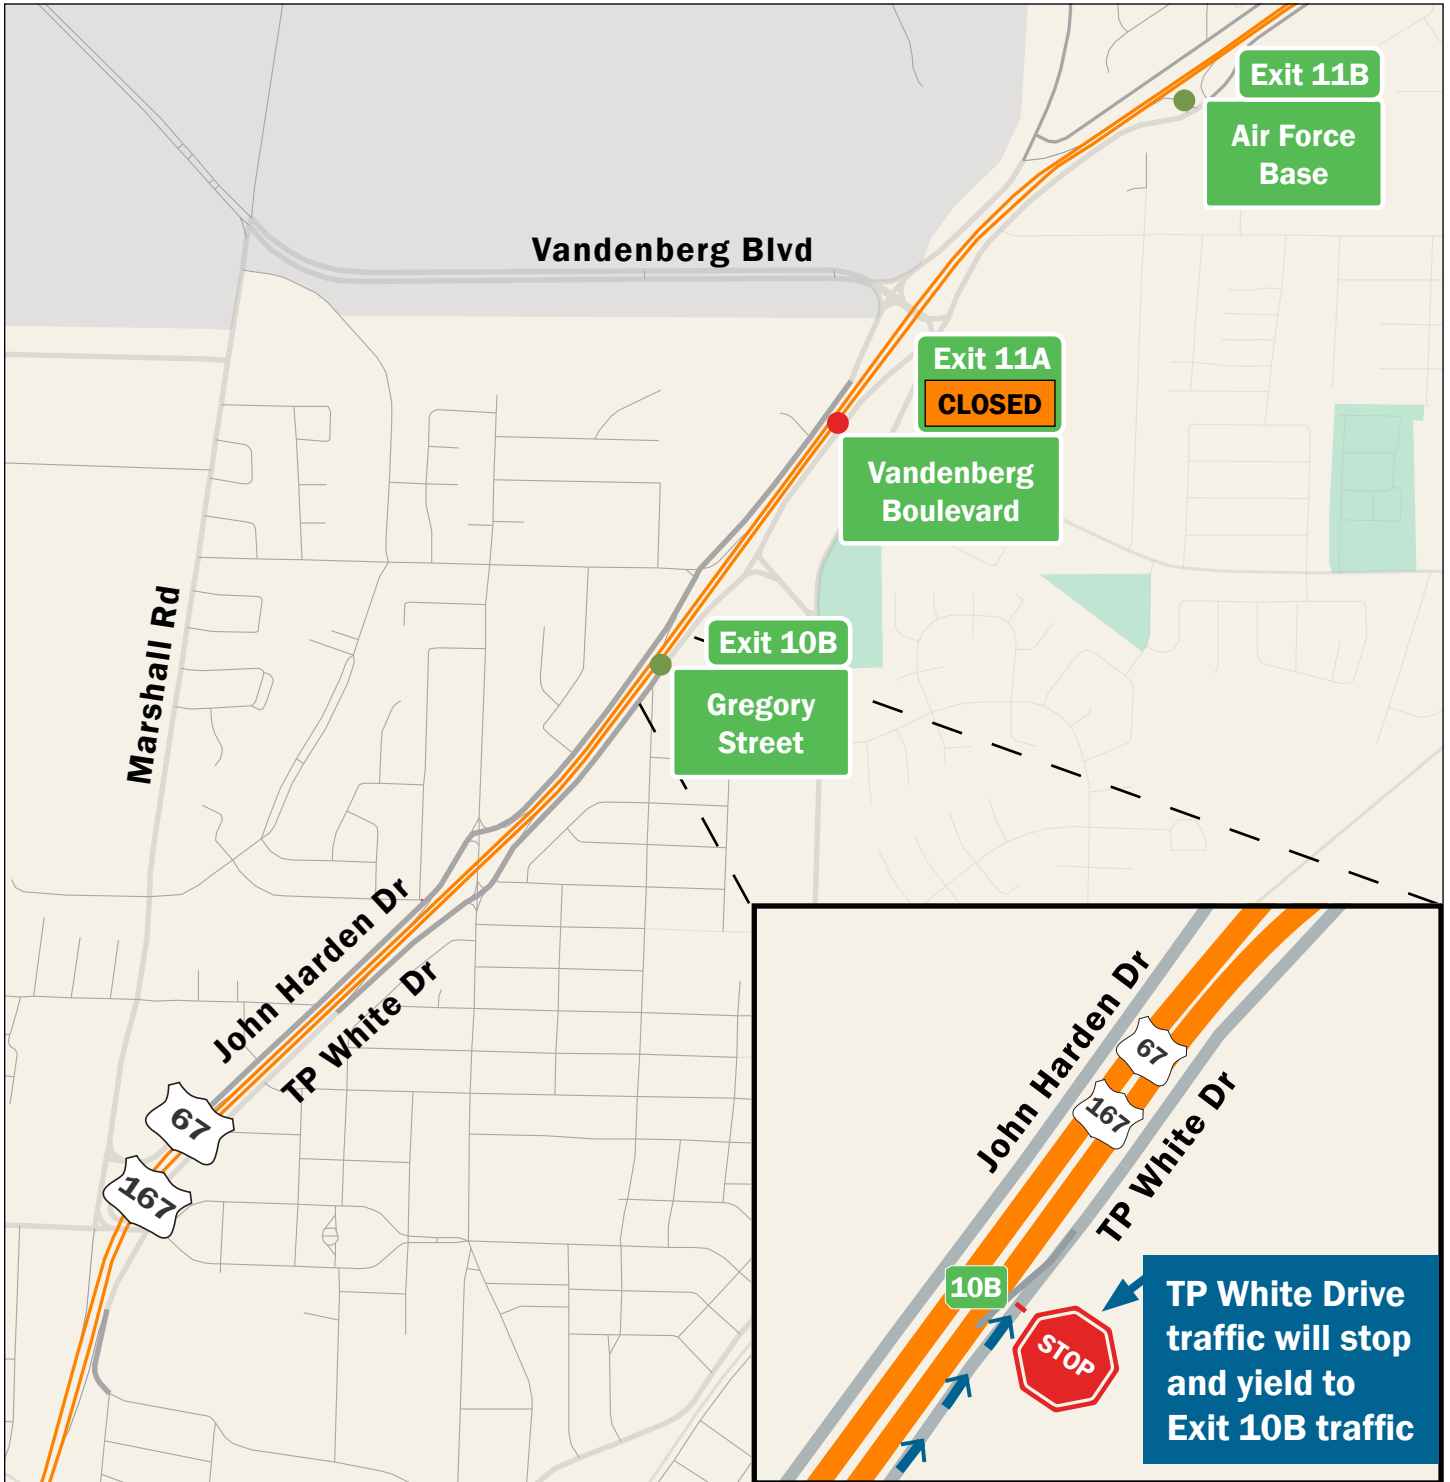 Exit 11B
Air Force
Base
Vandenberg Blvd
Exit 11A
CLOSED
Vandenberg
Boulevard
Marshall Rd
Exit 10B
Gregory
Street
John Harden Dr
TP White Dr
67
167
John Harden Dr
67
167
TP White Dr
10B
STOP
TP White Drive
traffic will stop
and yield to
Exit 10B traffic